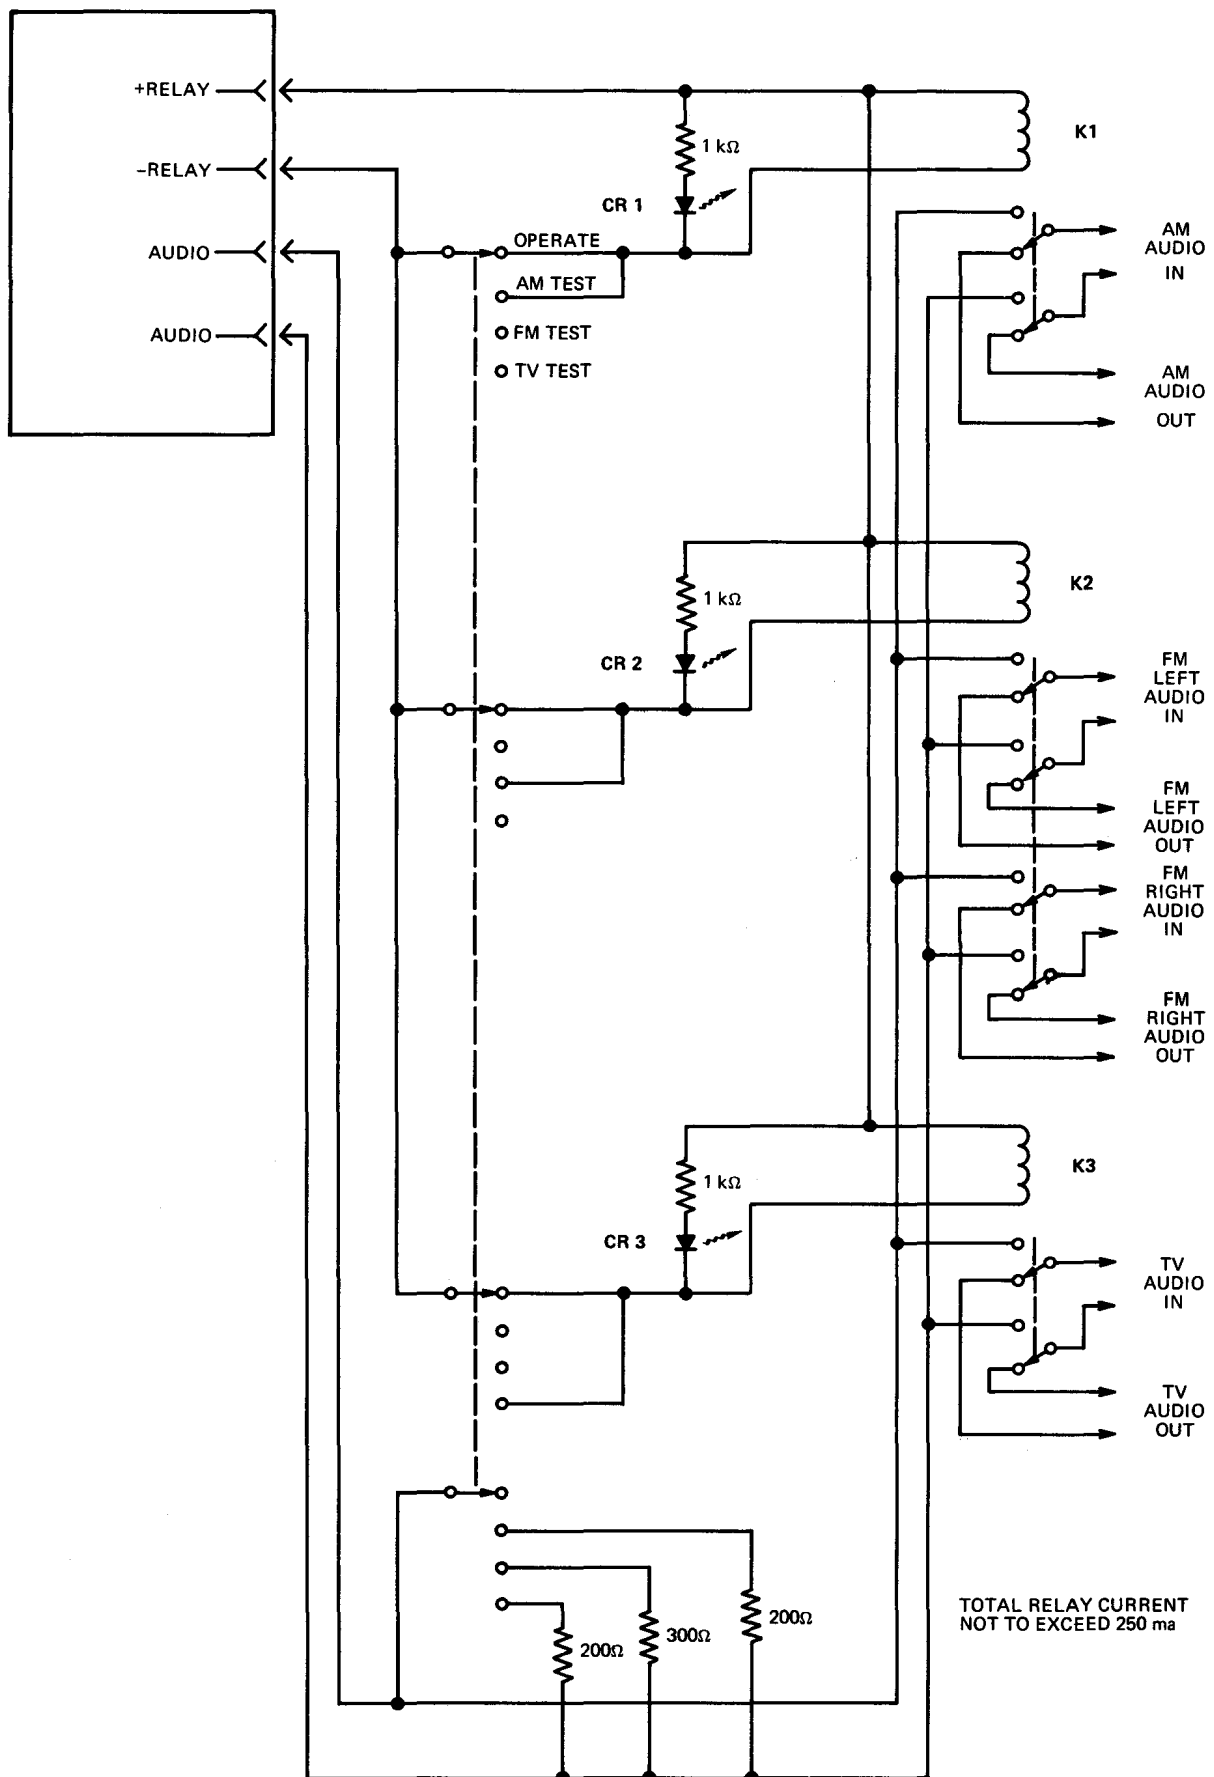 +RELAY
-RELAY
AUDIO
AUDIO
1 kΩ
CR 1
K1
OPERATE
AM TEST
FM TEST
TV TEST
AM
AUDIO
IN
AM
AUDIO
OUT
1 kΩ
CR 2
K2
FM
LEFT
AUDIO
IN
FM
LEFT
AUDIO
OUT
FM
RIGHT
AUDIO
IN
FM
RIGHT
AUDIO
OUT
1 kΩ
CR 3
K3
TV
AUDIO
IN
TV
AUDIO
OUT
200Ω
300Ω
200Ω
TOTAL RELAY CURRENT
NOT TO EXCEED 250 ma